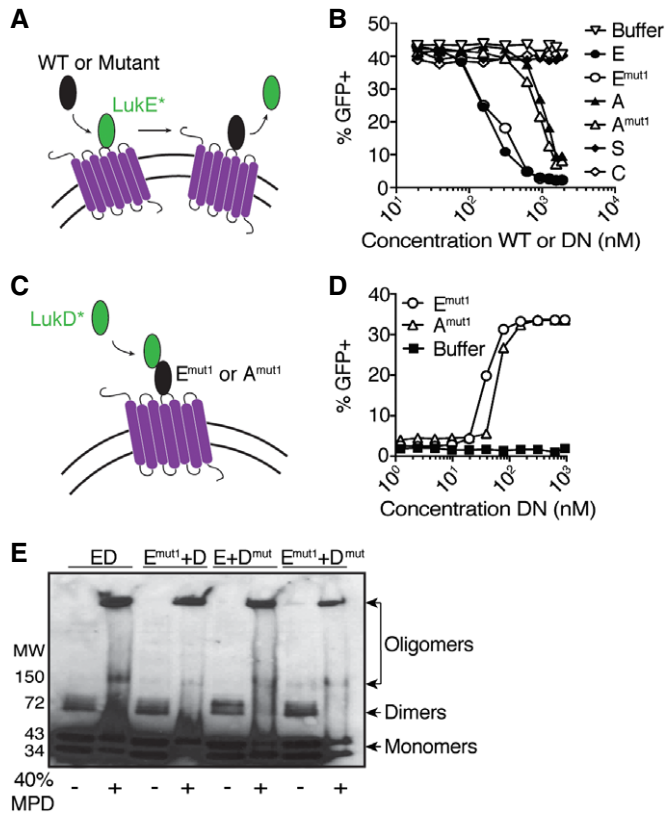 A
WT or Mutant
LukE*
B
% GFP+
50
40
30
20
10
0
10¹
10²
10³
10⁴
Concentration WT or DN (nM)
Buffer
E
Eᵐᵘᵗ¹
A
Aᵐᵘᵗ¹
S
C
C
LukD*
Eᵐᵘᵗ¹ or Aᵐᵘᵗ¹
D
% GFP+
40
30
20
10
0
10⁰
10¹
10²
10³
Concentration DN (nM)
Eᵐᵘᵗ¹
Aᵐᵘᵗ¹
Buffer
E
ED
Eᵐᵘᵗ¹+D
E+Dᵐᵘᵗ
Eᵐᵘᵗ¹+Dᵐᵘᵗ
MW
150
72
43
34
Oligomers
Dimers
Monomers
40% MPD
- + - + - + - +